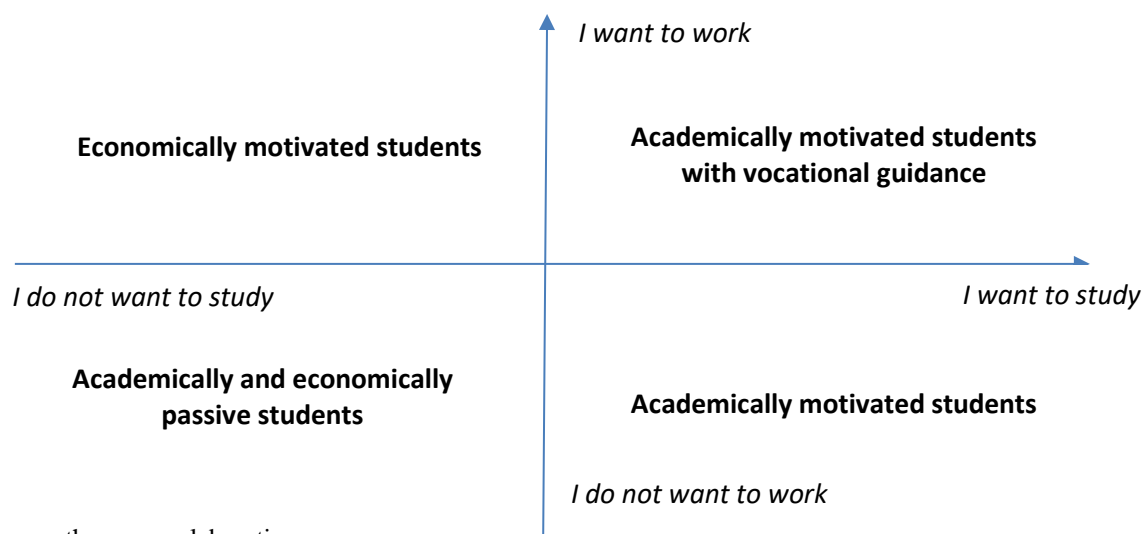 I want to work
Economically motivated students
Academically motivated students
with vocational guidance
I do not want to study
I want to study
Academically and economically
passive students
Academically motivated students
I do not want to work